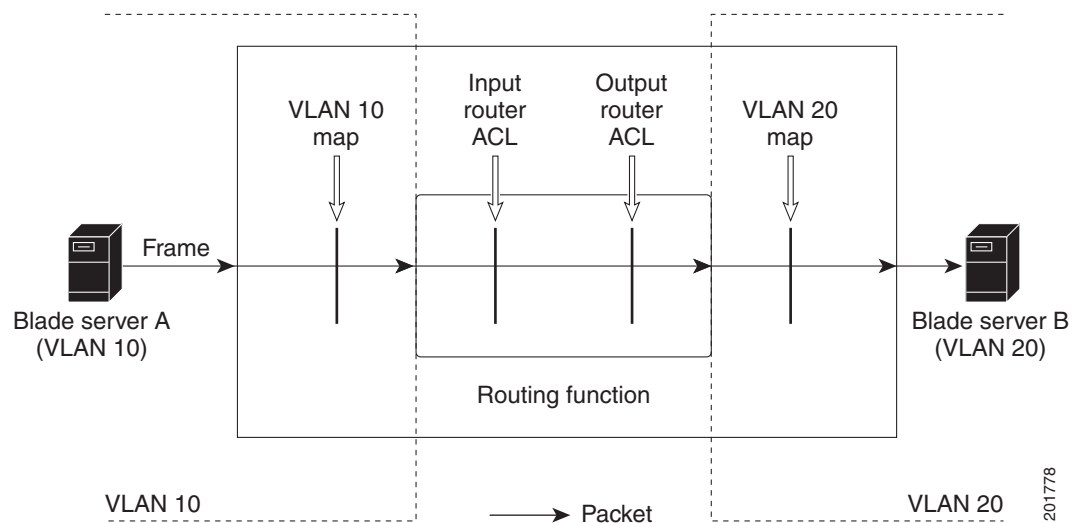 VLAN 10
map
Input
router
ACL
Output
router
ACL
VLAN 20
map
Frame
Blade server A
(VLAN 10)
Blade server B
(VLAN 20)
Routing function
VLAN 10
Packet
VLAN 20
201778